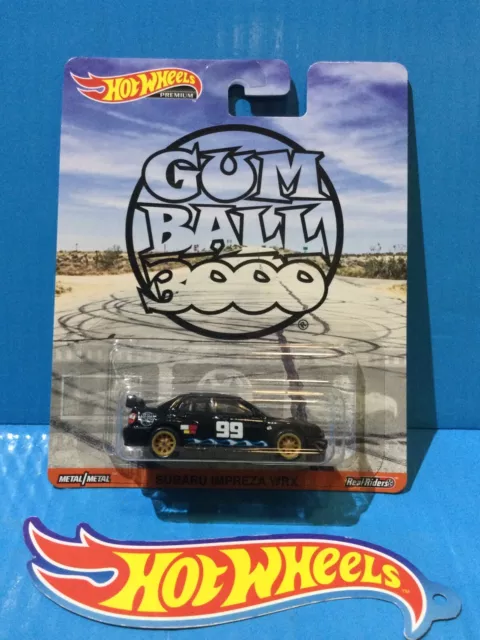 Hot Wheels
PREMIUM
GUM
BALL
3000
®
99
METAL/METAL
SUBARU IMPREZA WRX
Real Riders
Hot Wheels